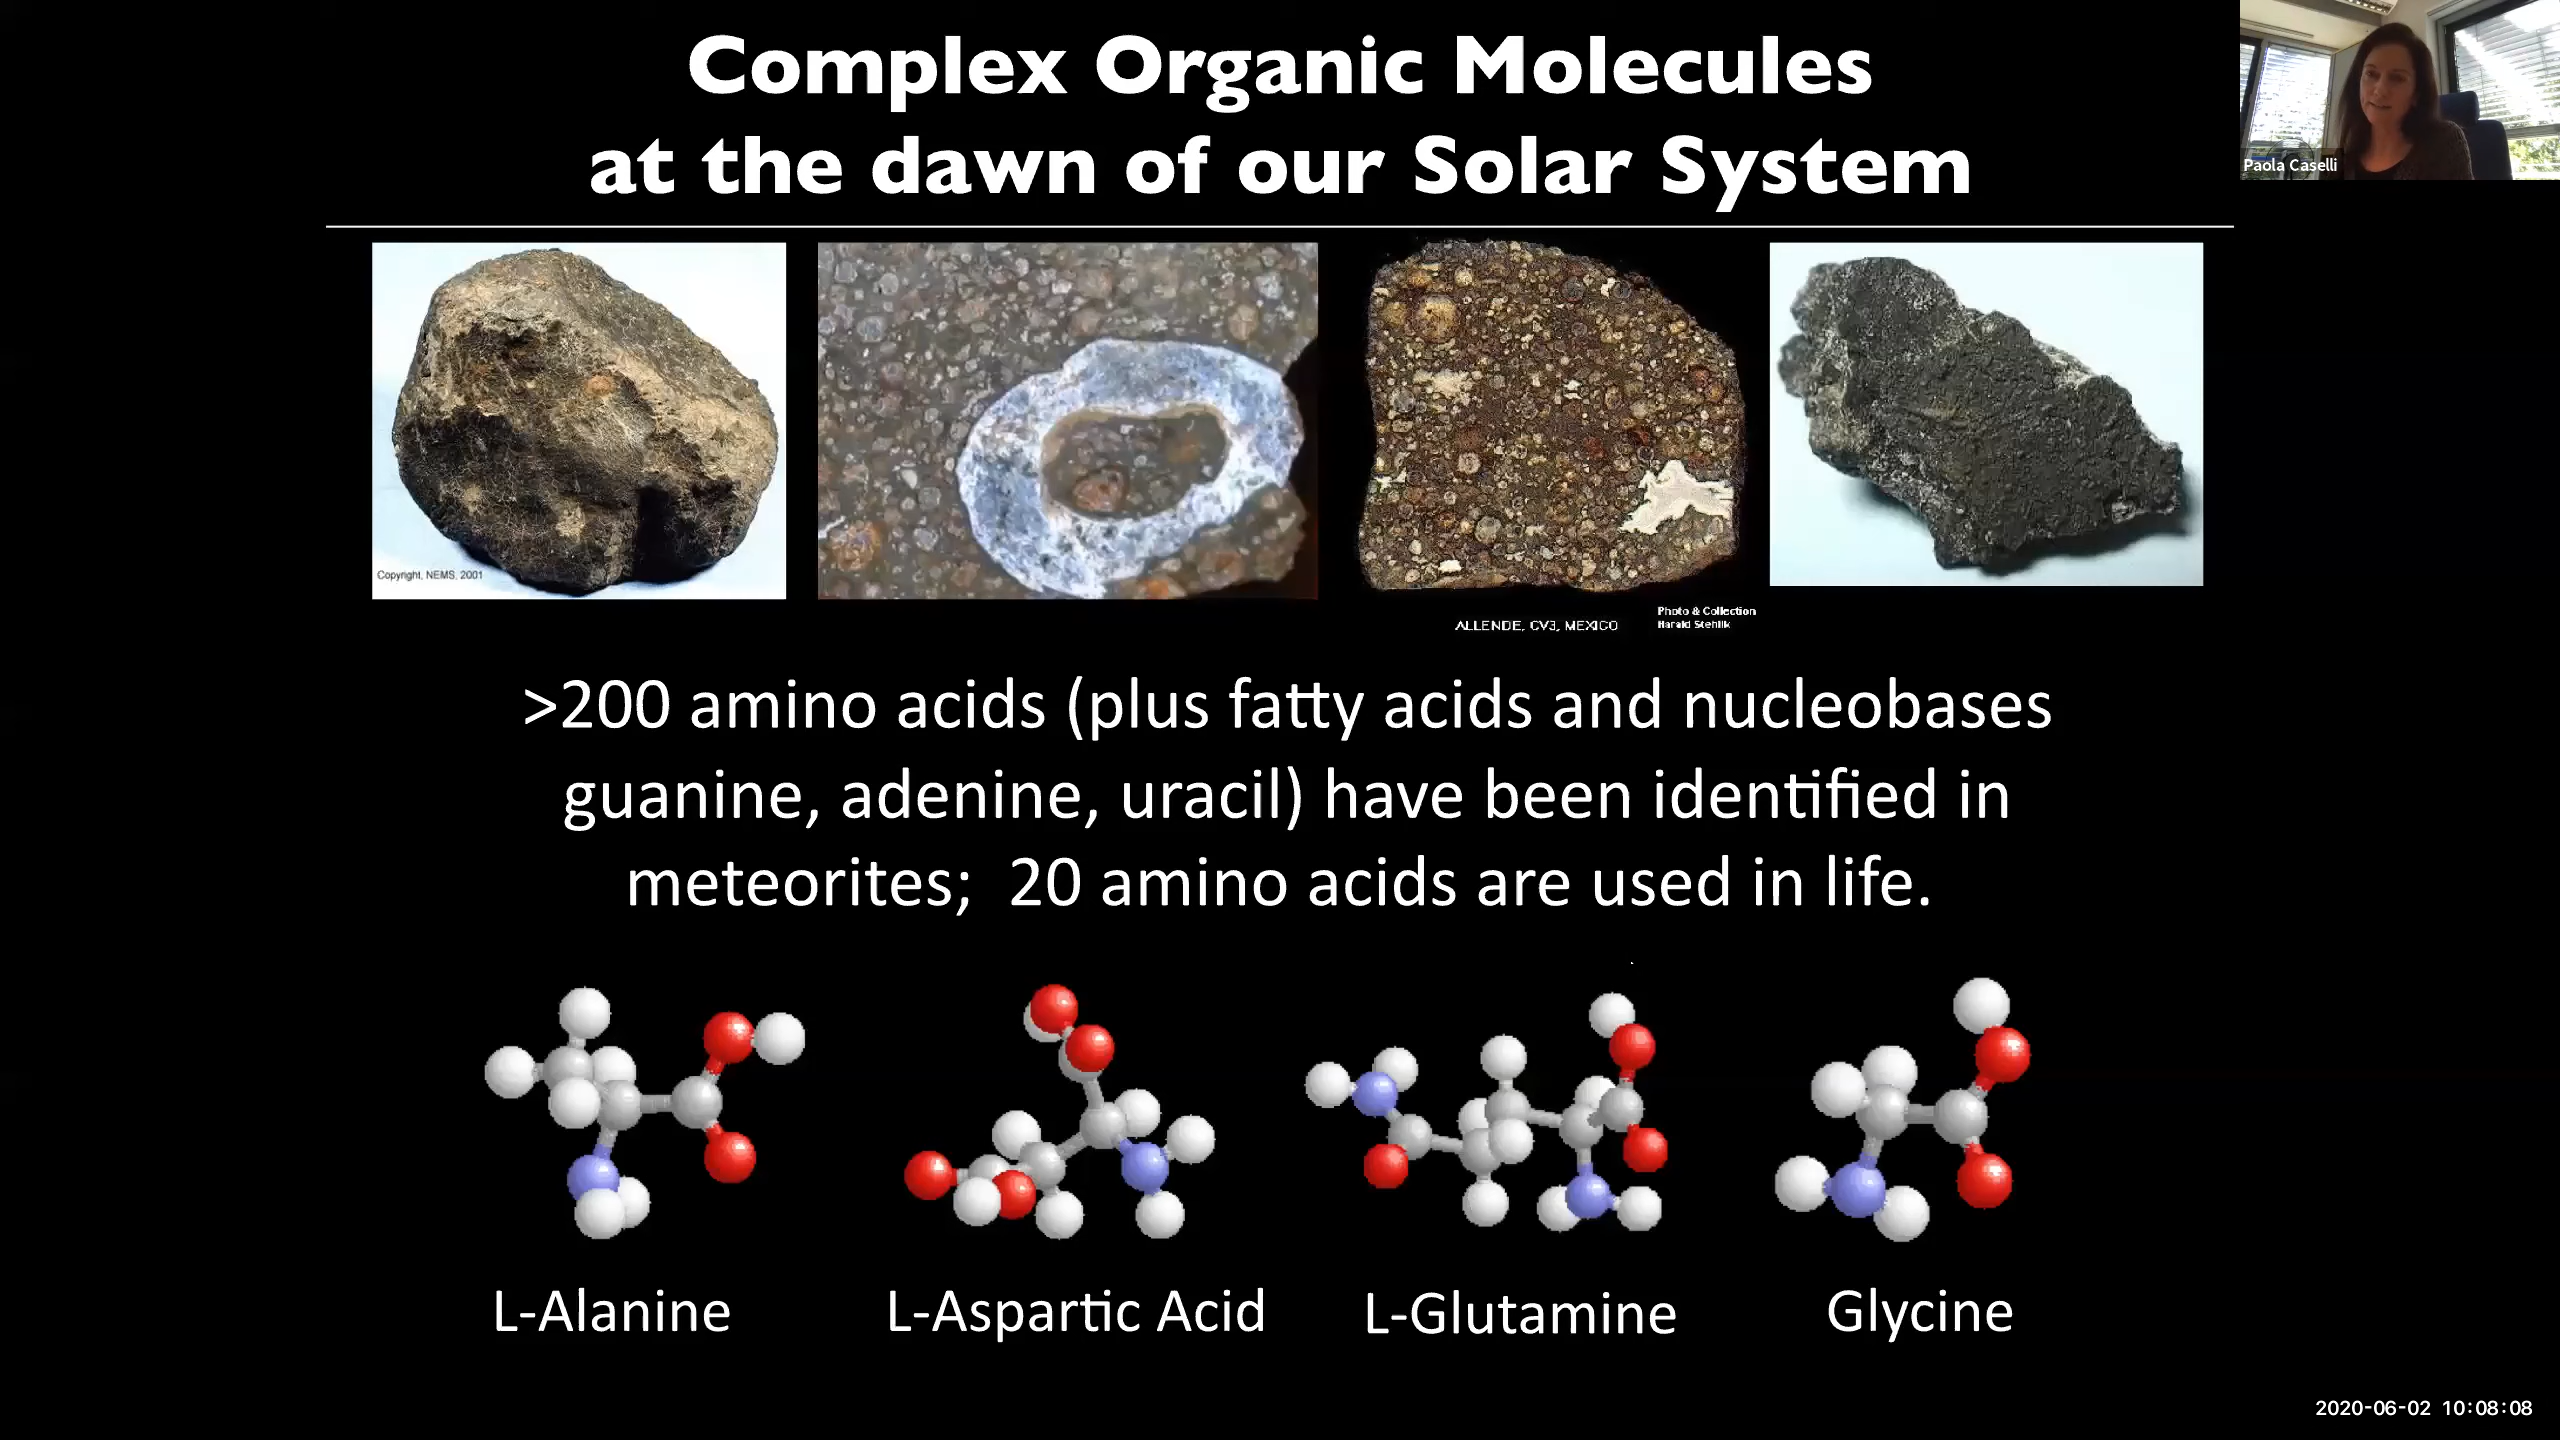 Complex Organic Molecules
at the dawn of our Solar System
Paola Caselli
Copyright, NEMS, 2001
ALLENDE, CV3, MEXICO
Photo & Collection
Harald Stehlik
>200 amino acids (plus fatty acids and nucleobases
guanine, adenine, uracil) have been identified in
meteorites; 20 amino acids are used in life.
L-Alanine
L-Aspartic Acid
L-Glutamine
Glycine
2020-06-02 10:08:08